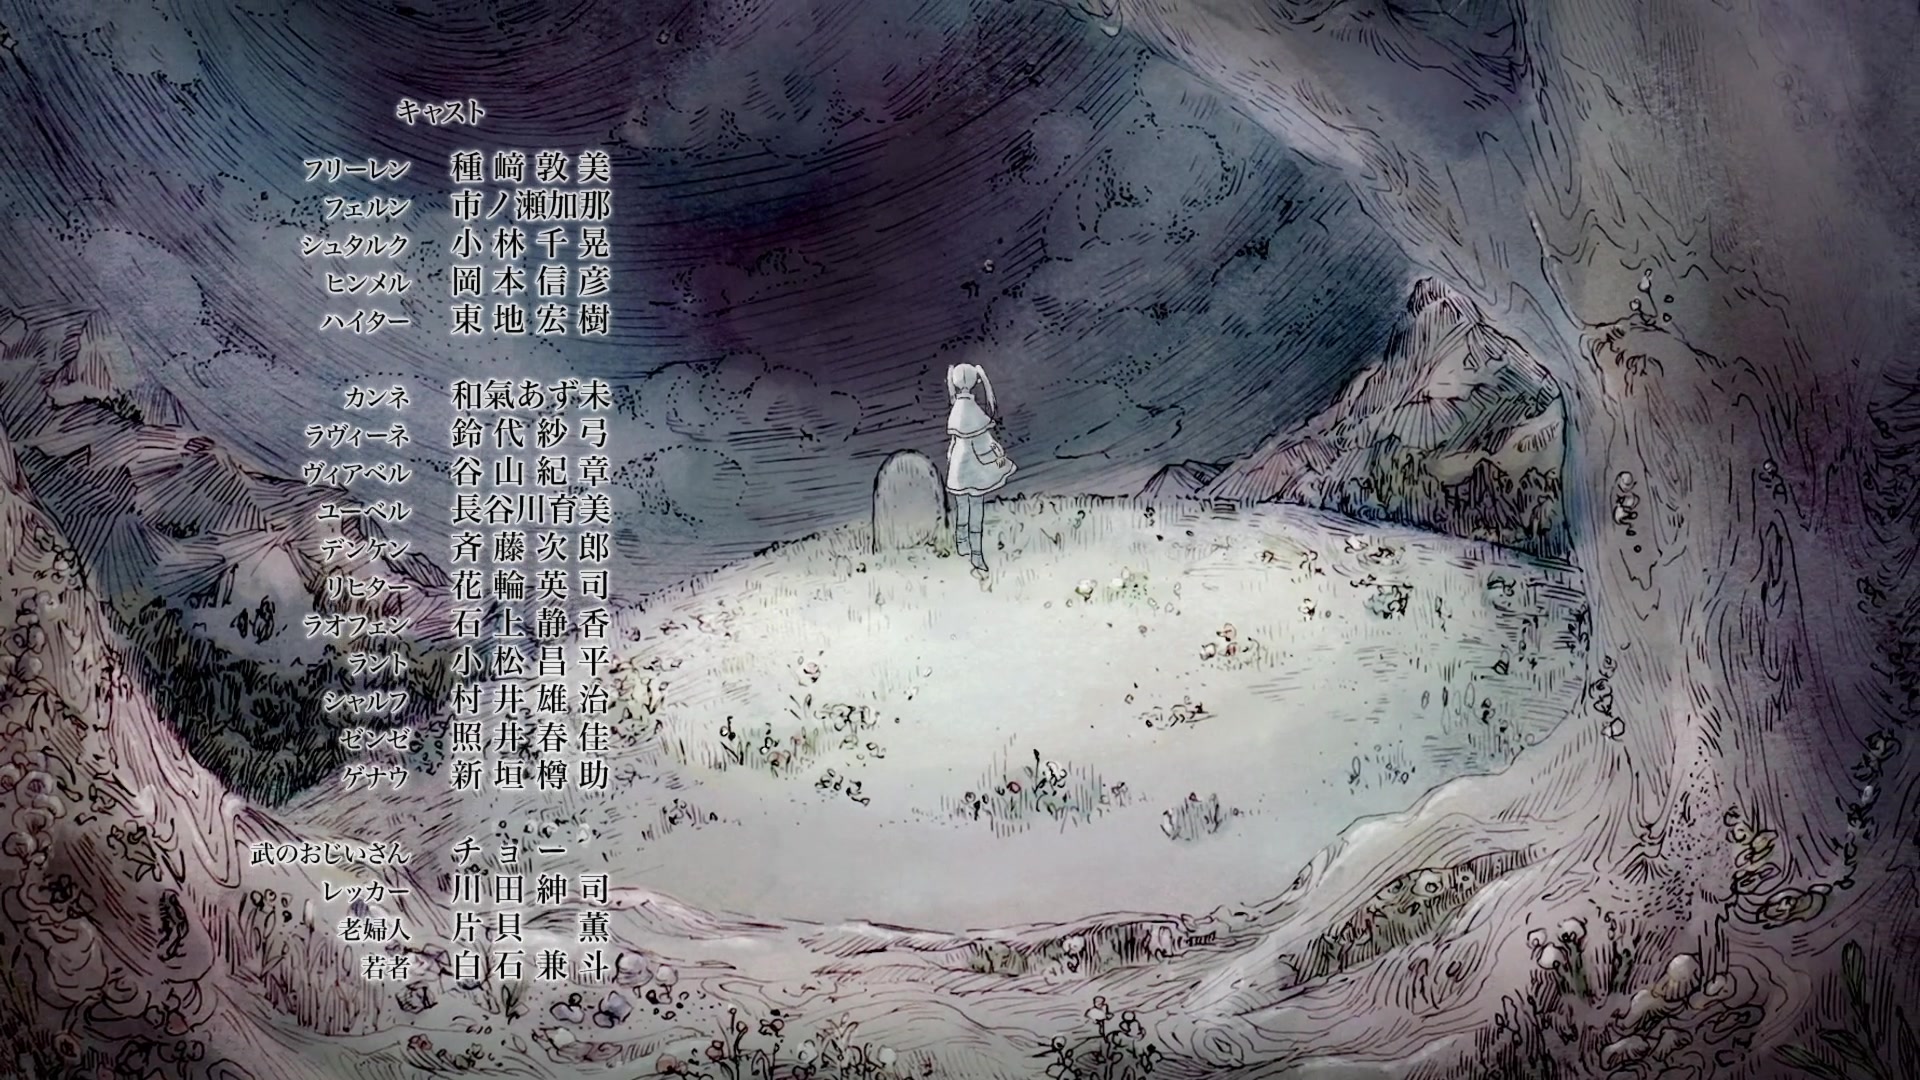 キャスト
フリーレン 種﨑敦美
フェルン 市ノ瀬加那
シュタルク 小林千晃
ヒンメル 岡本信彦
ハイター 東地宏樹
カンネ 和氣あず未
ラヴィーネ 鈴代紗弓
ヴィアベル 谷山紀章
ユーベル 長谷川育美
デンケン 斉藤次郎
リヒター 花輪英司
ラオフェン 石上静香
ラント 小松昌平
シャルフ 村井雄治
ゼンゼ 照井春佳
ゲナウ 新垣樽助
武のおじいさん チョー
レッカー 川田紳司
老婦人 片貝薫
若者 白石兼斗